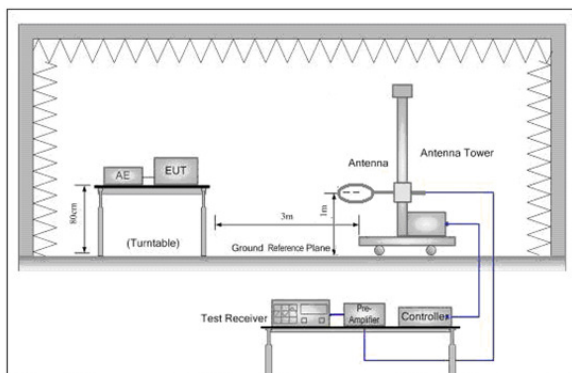 Antenna Tower
Antenna
EUT
AE
80cm
(Turntable)
3m
1m
Ground Reference Plane
Test Receiver
Pre-
Amplifier
Controller